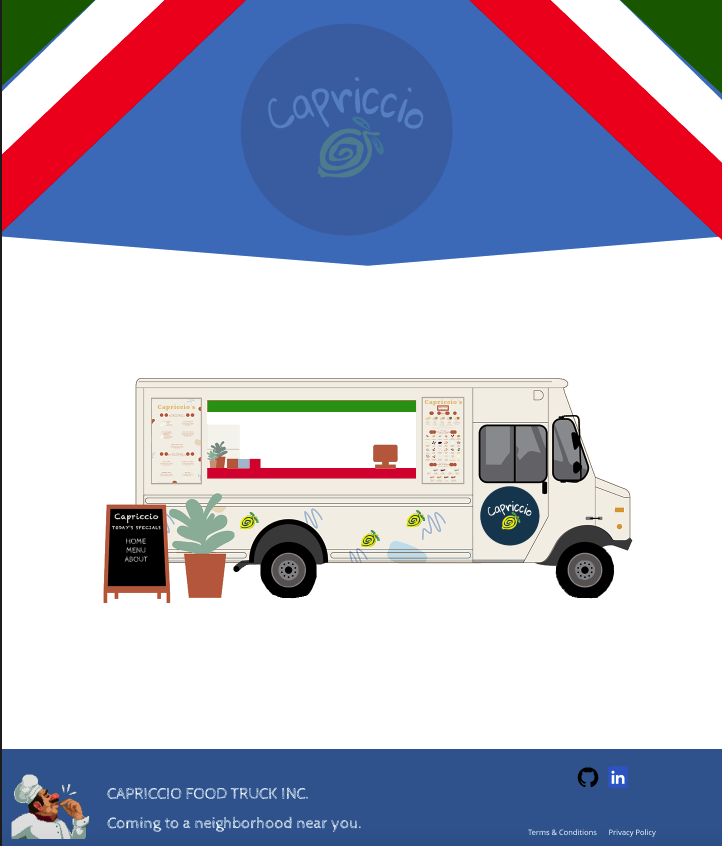 Capriccio
Capriccio's
Capriccio's
Capriccio
TODAY'S SPECIALS
HOME
MENU
ABOUT
Capriccio
CAPRICCIO FOOD TRUCK INC.
Coming to a neighborhood near you.
in
Terms & Conditions Privacy Policy